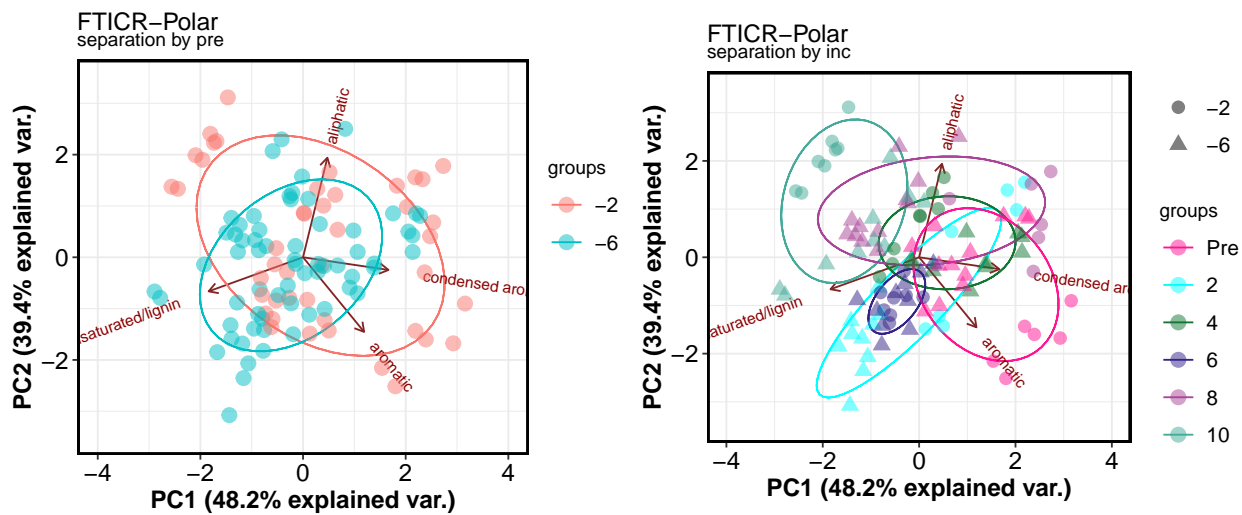 FTICR−Polar
separation by pre
PC2 (39.4% explained var.)
2
0
−2
−4
−2
0
2
4
PC1 (48.2% explained var.)
aliphatic
condensed aro
aromatic
saturated/lignin
groups
−2
−6
FTICR−Polar
separation by inc
PC2 (39.4% explained var.)
2
0
−2
−4
−2
0
2
4
PC1 (48.2% explained var.)
aliphatic
condensed aro
aromatic
saturated/lignin
−2
−6
groups
Pre
2
4
6
8
10